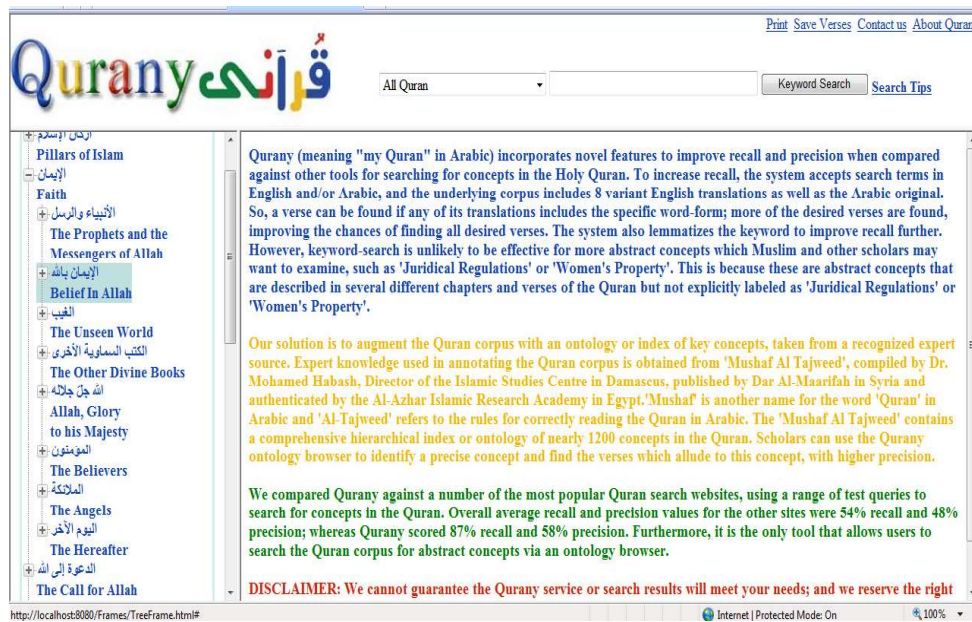 Print Save Verses Contact us About Quran
Qurany قُرآنى
All Quran Keyword Search Search Tips
أركان الإسلام
Pillars of Islam
الإيمان
Faith
الأنبياء والرسل
The Prophets and the
Messengers of Allah
الإيمان بالله
Belief In Allah
الغيب
The Unseen World
الكتب السماوية الأخرى
The Other Divine Books
الله جلّ جلاله
Allah, Glory
to his Majesty
المؤمنون
The Believers
الملائكة
The Angels
اليوم الأخر
The Hereafter
الدعوة إلى الله
The Call for Allah
Qurany (meaning "my Quran" in Arabic) incorporates novel features to improve recall and precision when compared
against other tools for searching for concepts in the Holy Quran. To increase recall, the system accepts search terms in
English and/or Arabic, and the underlying corpus includes 8 variant English translations as well as the Arabic original.
So, a verse can be found if any of its translations includes the specific word-form; more of the desired verses are found,
improving the chances of finding all desired verses. The system also lemmatizes the keyword to improve recall further.
However, keyword-search is unlikely to be effective for more abstract concepts which Muslim and other scholars may
want to examine, such as 'Juridical Regulations' or 'Women's Property'. This is because these are abstract concepts that
are described in several different chapters and verses of the Quran but not explicitly labeled as 'Juridical Regulations' or
'Women's Property'.
Our solution is to augment the Quran corpus with an ontology or index of key concepts, taken from a recognized expert
source. Expert knowledge used in annotating the Quran corpus is obtained from 'Mushaf Al Tajweed', compiled by Dr.
Mohamed Habash, Director of the Islamic Studies Centre in Damascus, published by Dar Al-Maarifah in Syria and
authenticated by the Al-Azhar Islamic Research Academy in Egypt.'Mushaf' is another name for the word 'Quran' in
Arabic and 'Al-Tajweed' refers to the rules for correctly reading the Quran in Arabic. The 'Mushaf Al Tajweed' contains
a comprehensive hierarchical index or ontology of nearly 1200 concepts in the Quran. Scholars can use the Qurany
ontology browser to identify a precise concept and find the verses which allude to this concept, with higher precision.
We compared Qurany against a number of the most popular Quran search websites, using a range of test queries to
search for concepts in the Quran. Overall average recall and precision values for the other sites were 54% recall and 48%
precision; whereas Qurany scored 87% recall and 58% precision. Furthermore, it is the only tool that allows users to
search the Quran corpus for abstract concepts via an ontology browser.
DISCLAIMER: We cannot guarantee the Qurany service or search results will meet your needs; and we reserve the right
http://localhost:8080/Frames/TreeFrame.html# Internet | Protected Mode: On 100%